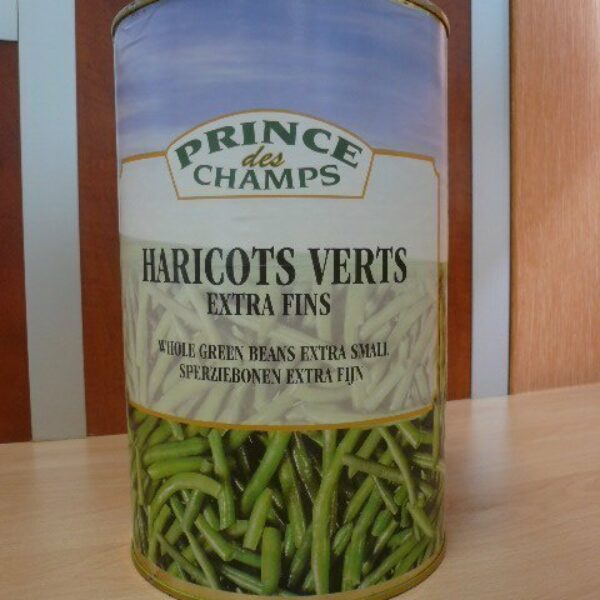 PRINCE
des
CHAMPS
HARICOTS VERTS
EXTRA FINS
WHOLE GREEN BEANS EXTRA SMALL
SPERZIEBONEN EXTRA FIJN